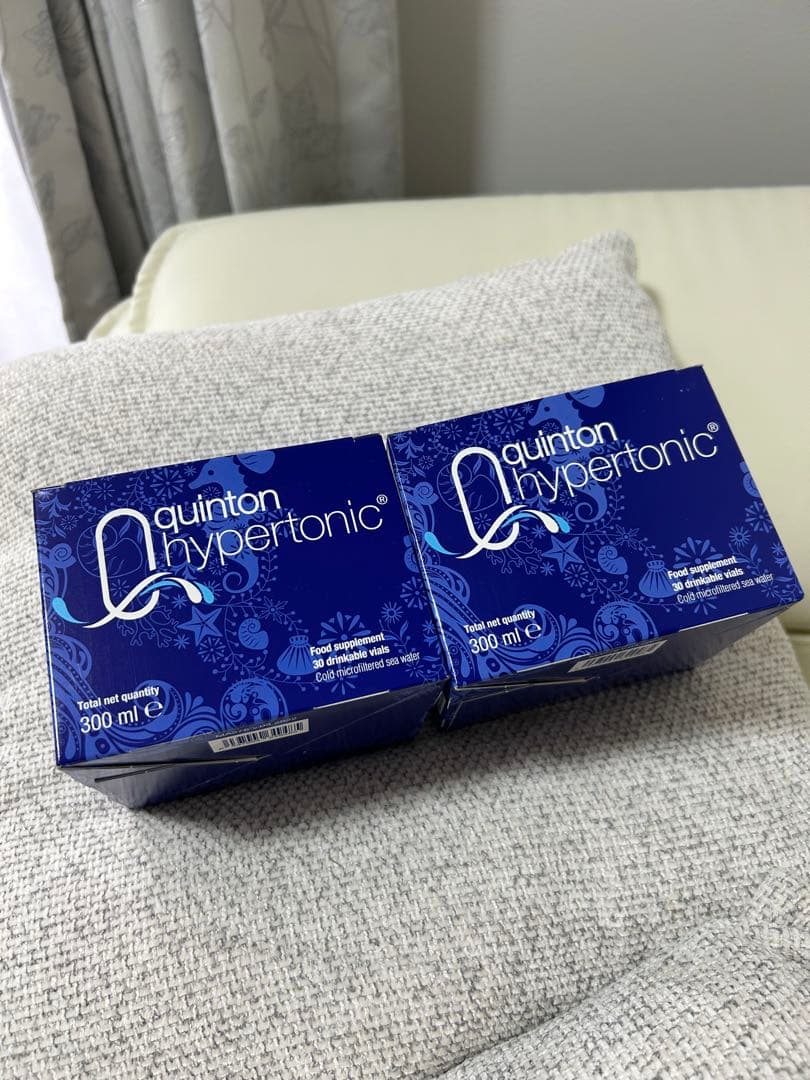 quinton
hypertonic®
Food supplement
30 drinkable vials
Cold microfiltered sea water
Total net quantity
300 ml ℮
quinton
hypertonic®
Food supplement
30 drinkable vials
Cold microfiltered sea water
Total net quantity
300 ml ℮